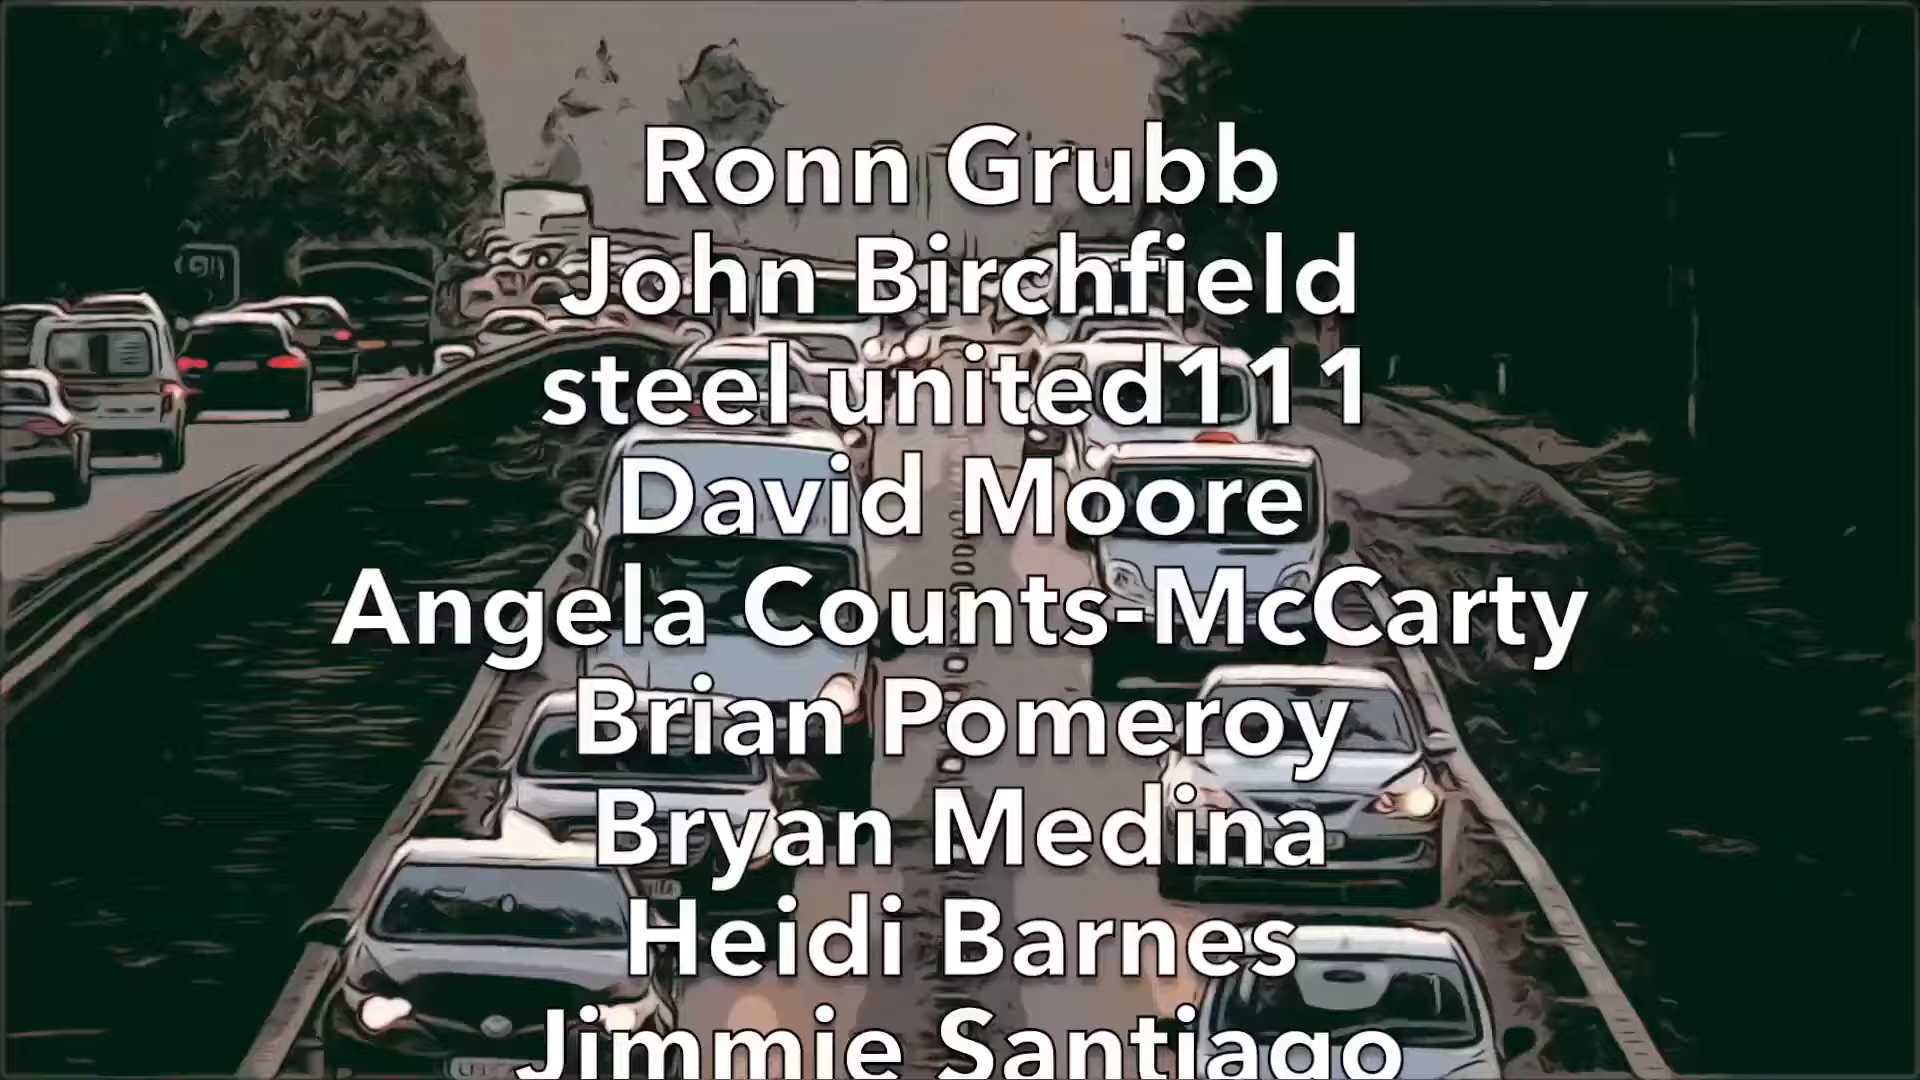 Ronn Grubb
John Birchfield
steel united111
David Moore
Angela Counts-McCarty
Brian Pomeroy
Bryan Medina
Heidi Barnes
Jimmie Santiago